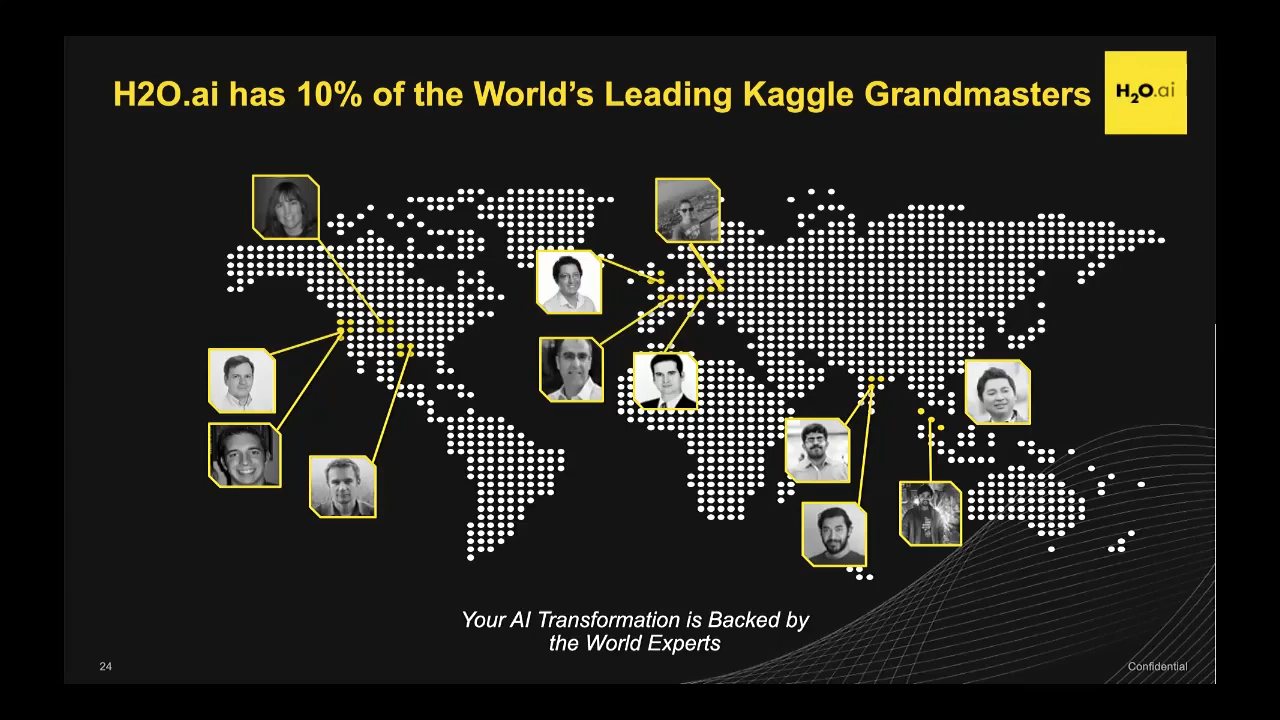 H2O.ai has 10% of the World’s Leading Kaggle Grandmasters
H2O.ai
Your AI Transformation is Backed by
the World Experts
24
Confidential